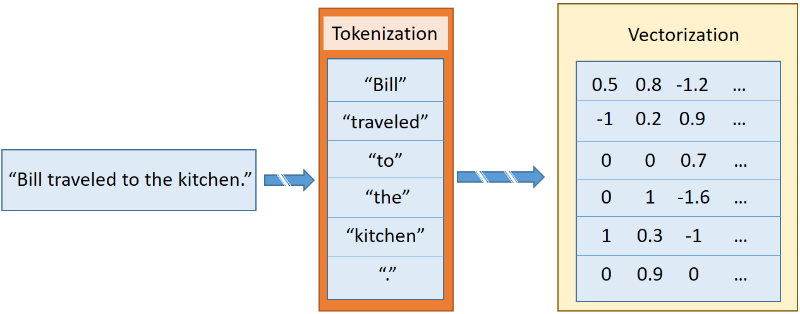 Tokenization
Vectorization
“Bill traveled to the kitchen.”
“Bill”
“traveled”
“to”
“the”
“kitchen”
“.”
0.5 0.8 -1.2 ...
-1 0.2 0.9 ...
0 0 0.7 ...
0 1 -1.6 ...
1 0.3 -1 ...
0 0.9 0 ...